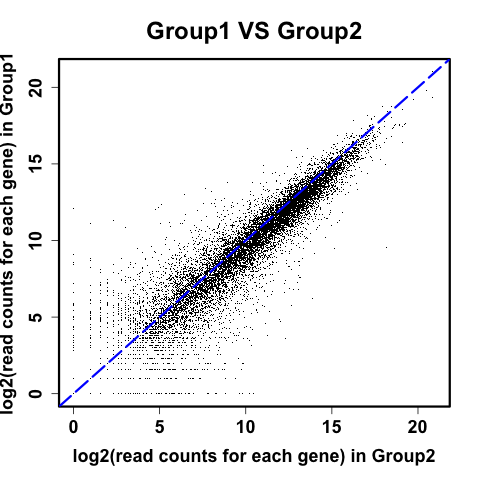 Group1 VS Group2
log2(read counts for each gene) in Group1
20
15
10
5
0
0 5 10 15 20
log2(read counts for each gene) in Group2